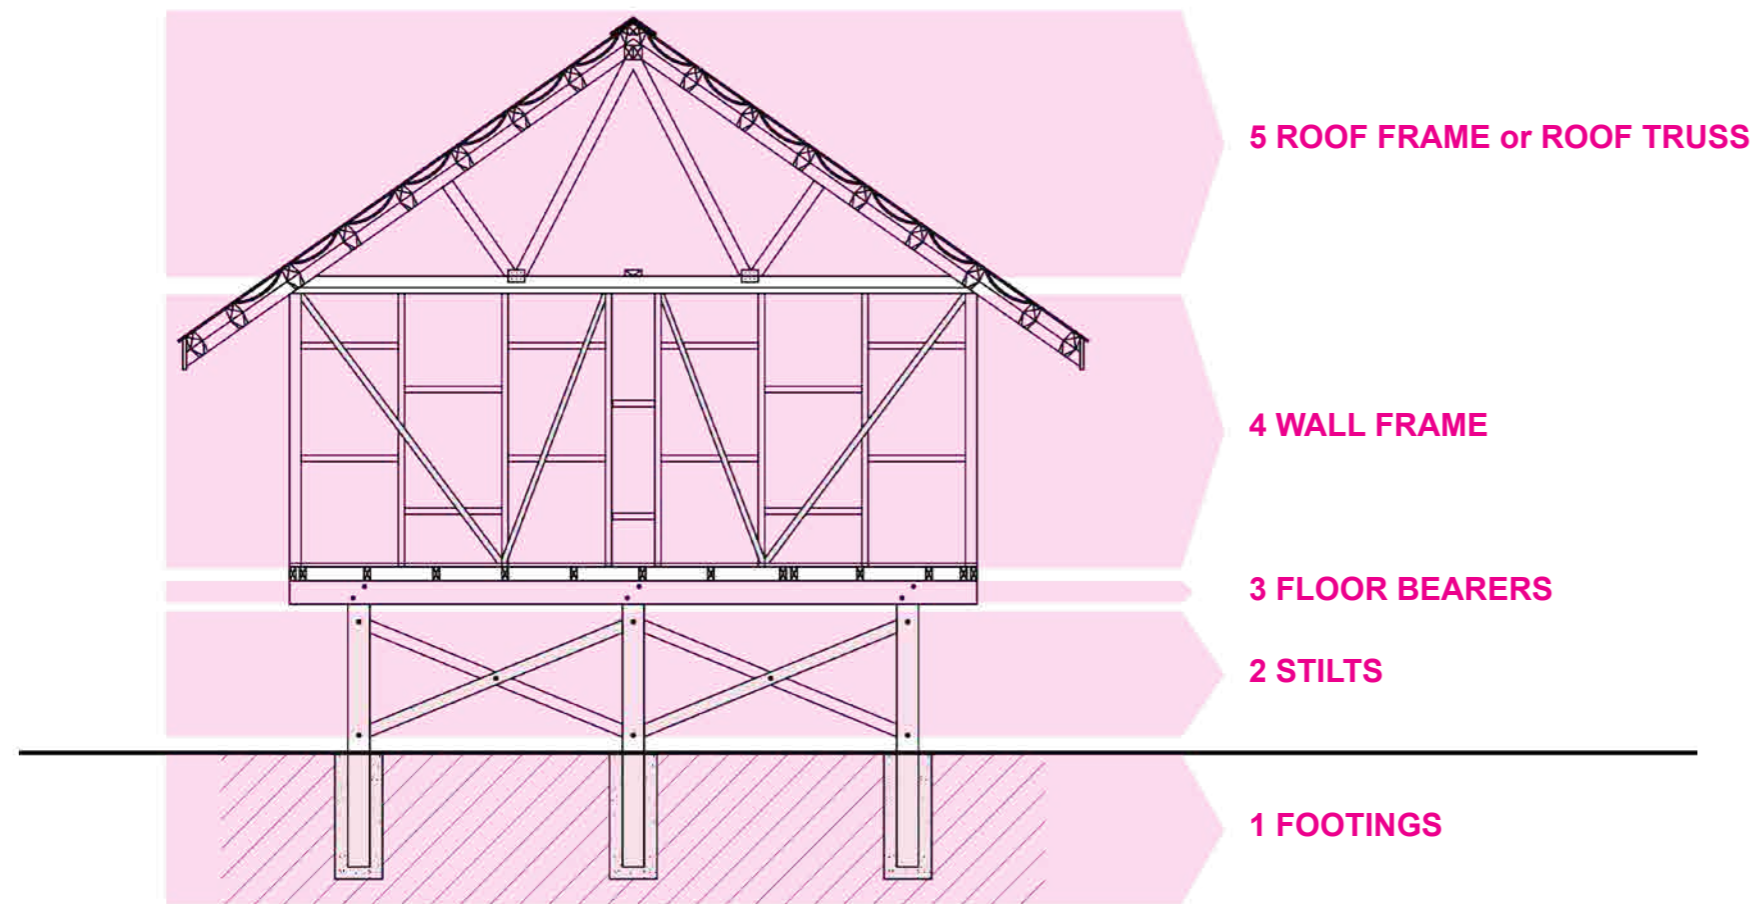 5 ROOF FRAME or ROOF TRUSS
4 WALL FRAME
3 FLOOR BEARERS
2 STILTS
1 FOOTINGS